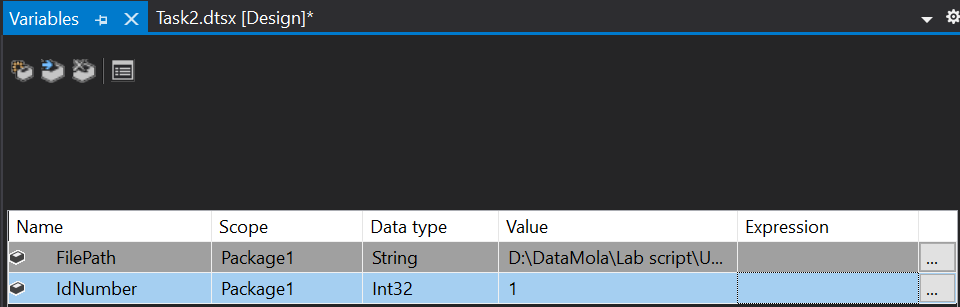 Variables Task2.dtsx [Design]*
Name Scope Data type Value Expression
FilePath Package1 String D:\DataMola\Lab script\U... ...
IdNumber Package1 Int32 1 ...